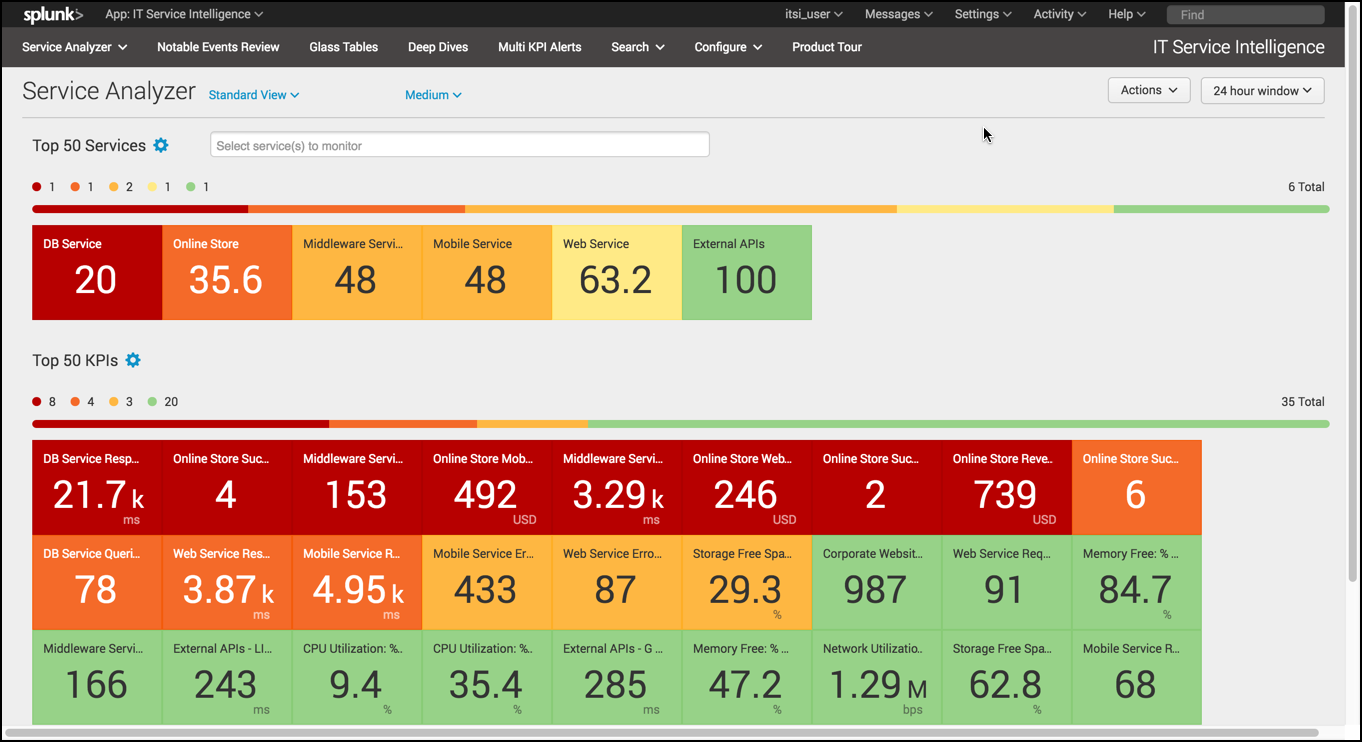 splunk> App: IT Service Intelligence itsi_user Messages Settings Activity Help Find
Service Analyzer Notable Events Review Glass Tables Deep Dives Multi KPI Alerts Search Configure Product Tour IT Service Intelligence
Service Analyzer Standard View Medium Actions 24 hour window
Top 50 Services Select service(s) to monitor
1 1 2 1 1 6 Total
DB Service Online Store Middleware Servi... Mobile Service Web Service External APIs
20 35.6 48 48 63.2 100
Top 50 KPIs
8 4 3 20 35 Total
DB Service Resp... Online Store Suc... Middleware Servi... Online Store Mob... Middleware Servi... Online Store Web... Online Store Suc... Online Store Reve.. Online Store Suc...
21.7 k 4 153 492 3.29 k 246 2 739 6
ms USD ms USD USD
DB Service Queri... Web Service Res... Mobile Service R... Mobile Service Er... Web Service Erro... Storage Free Spa... Corporate Websit... Web Service Req... Memory Free: % ...
78 3.87 k 4.95 k 433 87 29.3 987 91 84.7
ms ms % %
Middleware Servi... External APIs - LI... CPU Utilization: %.. CPU Utilization: %.. External APIs - G ... Memory Free: % ... Network Utilizatio.. Storage Free Spa... Mobile Service R...
166 243 9.4 35.4 285 47.2 1.29 M 62.8 68
ms % % ms % bps %